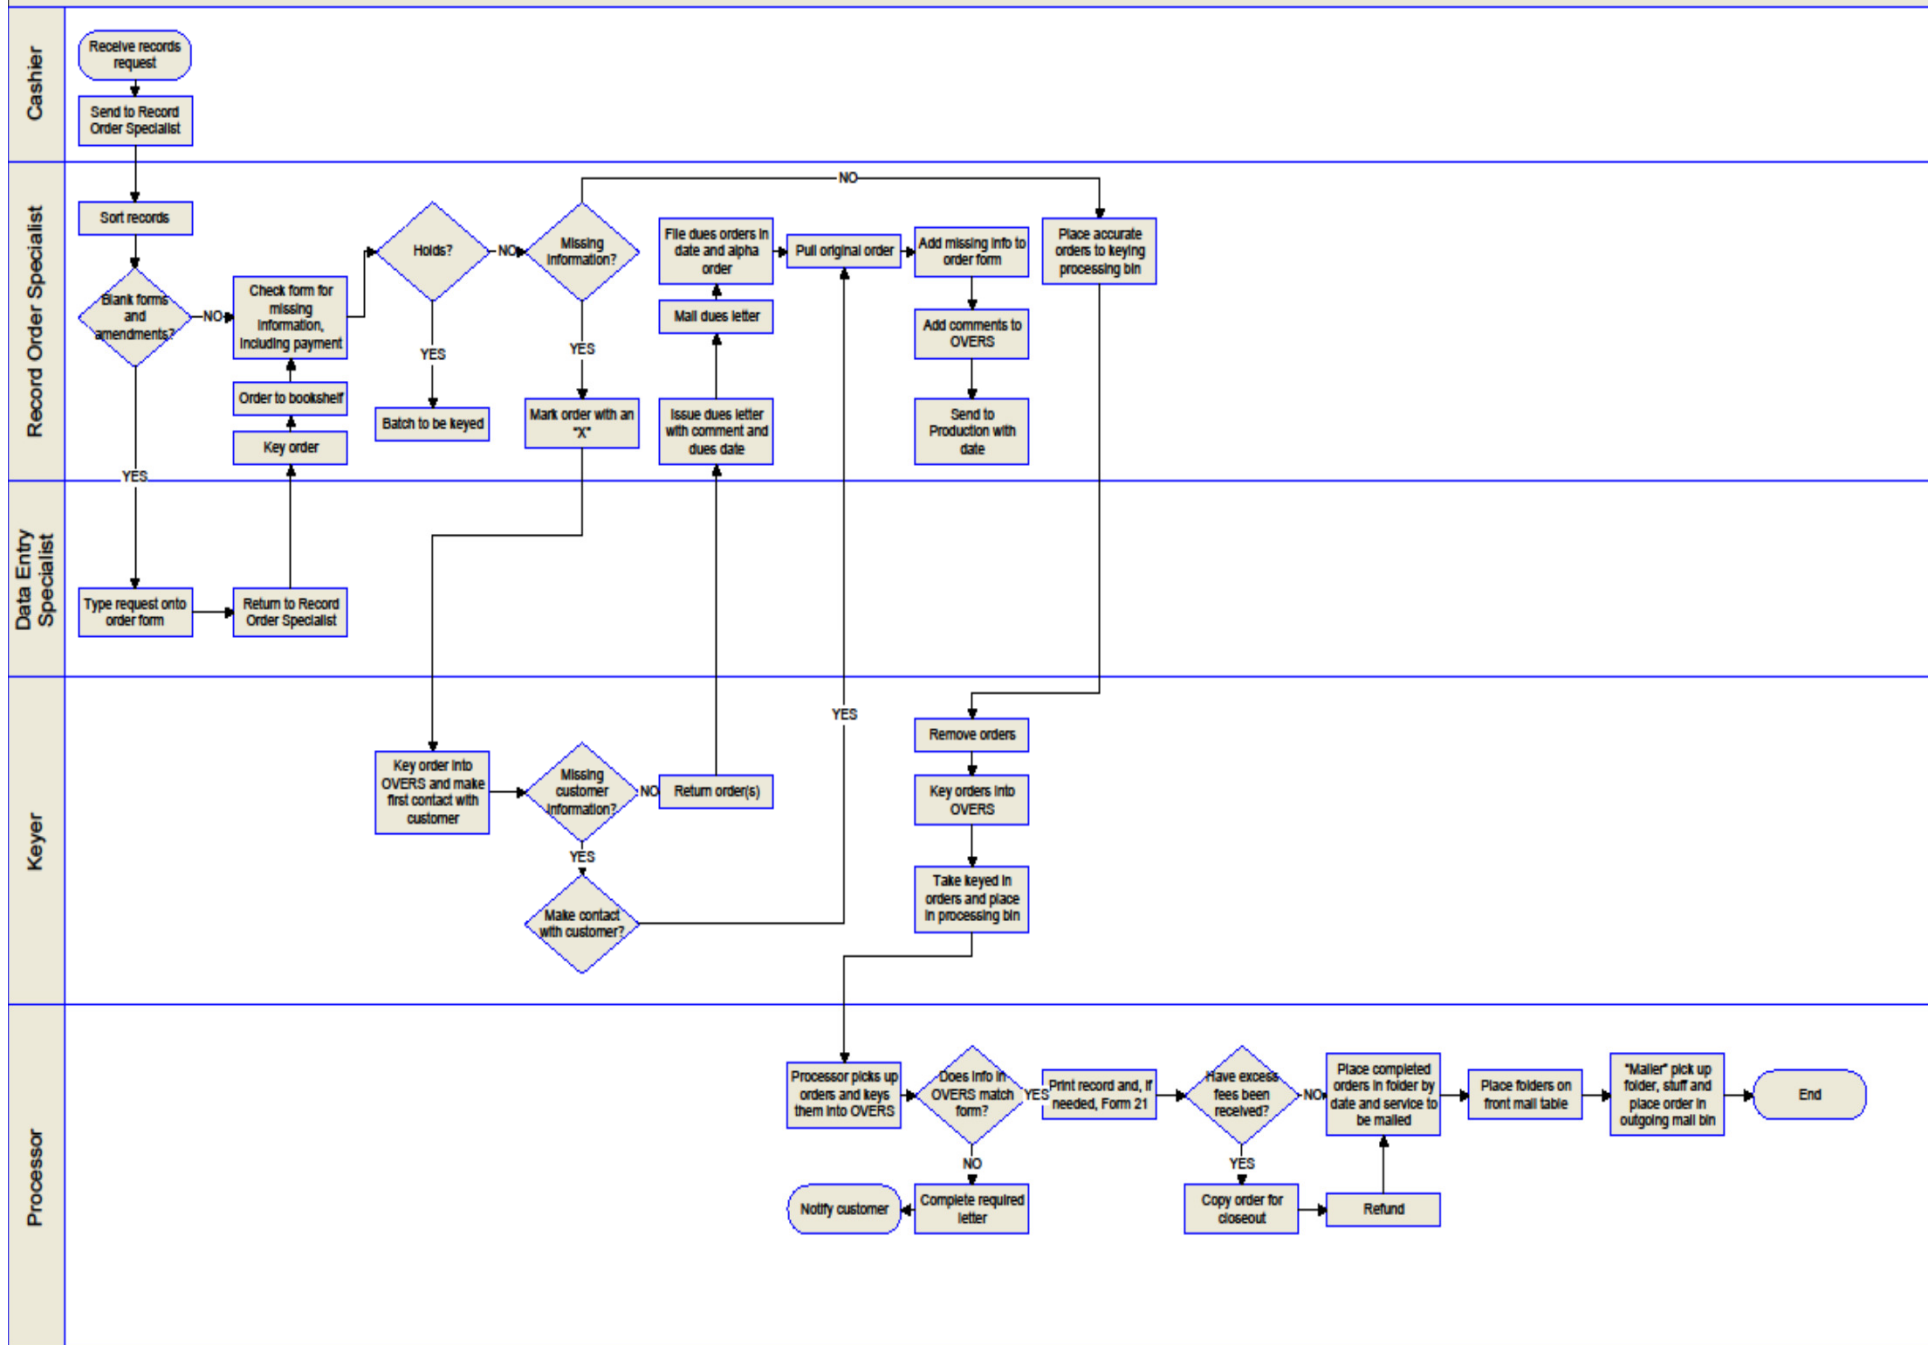 Cashier
Receive records
request
Send to Record
Order Specialist
Record Order Specialist
Sort records
Blank forms
and
amendments?
NO
YES
Check form for
missing
information,
including payment
Order to bookshelf
Key order
Holds?
NO
YES
Batch to be keyed
Missing
information?
NO
YES
Mark order with an
"X"
File dues orders in
date and alpha
order
Mail dues letter
Issue dues letter
with comment and
dues date
Pull original order
Add missing info to
order form
Add comments to
OVERS
Send to
Production with
date
Place accurate
orders to keying
processing bin
Data Entry
Specialist
Type request onto
order form
Return to Record
Order Specialist
Keyer
Key order into
OVERS and make
first contact with
customer
Missing
customer
information?
NO
Return order(s)
YES
Make contact
with customer?
YES
Remove orders
Key orders into
OVERS
Take keyed in
orders and place
in processing bin
Processor
Processor picks up
orders and keys
them into OVERS
Does info in
OVERS match
form?
YES
NO
Complete required
letter
Notify customer
Print record and, if
needed, Form 21
Have excess
fees been
received?
NO
YES
Copy order for
closeout
Refund
Place completed
orders in folder by
date and service to
be mailed
Place folders on
front mail table
"Mailer" pick up
folder, stuff and
place order in
outgoing mail bin
End